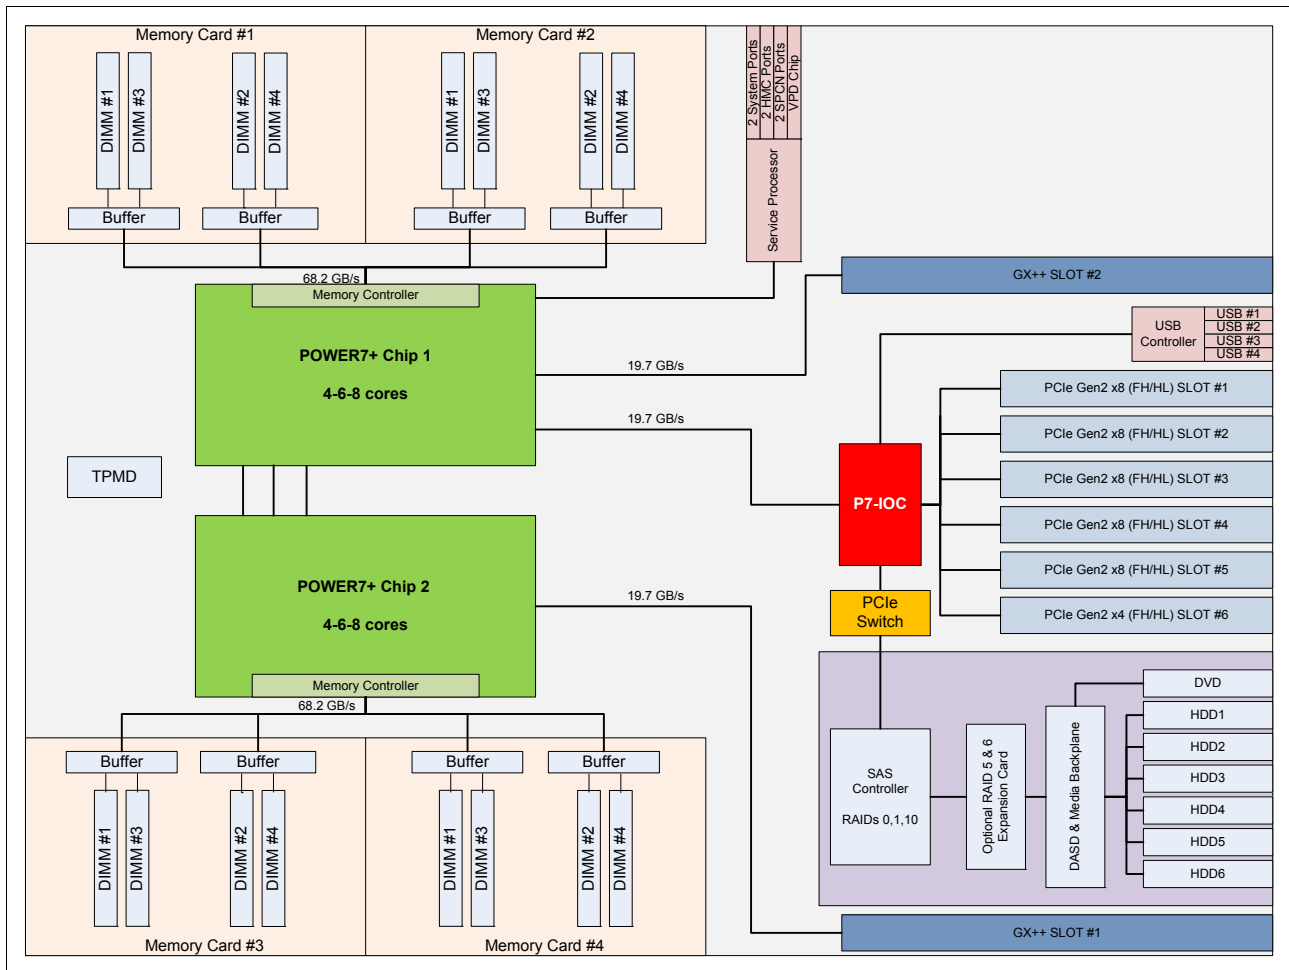 Memory Card #1
Memory Card #2
DIMM #1
DIMM #3
DIMM #2
DIMM #4
DIMM #1
DIMM #3
DIMM #2
DIMM #4
Buffer
Buffer
Buffer
Buffer
2 System Ports
2 HMC Ports
2 SPCN Ports
VPD Chip
Service Processor
68.2 GB/s
Memory Controller
POWER7+ Chip 1
4-6-8 cores
19.7 GB/s
19.7 GB/s
GX++ SLOT #2
USB
Controller
USB #1
USB #2
USB #3
USB #4
PCIe Gen2 x8 (FH/HL) SLOT #1
PCIe Gen2 x8 (FH/HL) SLOT #2
PCIe Gen2 x8 (FH/HL) SLOT #3
PCIe Gen2 x8 (FH/HL) SLOT #4
PCIe Gen2 x8 (FH/HL) SLOT #5
PCIe Gen2 x4 (FH/HL) SLOT #6
TPMD
P7-IOC
PCIe
Switch
POWER7+ Chip 2
4-6-8 cores
19.7 GB/s
Memory Controller
68.2 GB/s
SAS
Controller
RAIDs 0,1,10
Optional RAID 5 & 6
Expansion Card
DASD & Media Backplane
DVD
HDD1
HDD2
HDD3
HDD4
HDD5
HDD6
Buffer
Buffer
Buffer
Buffer
DIMM #1
DIMM #3
DIMM #2
DIMM #4
DIMM #1
DIMM #3
DIMM #2
DIMM #4
Memory Card #3
Memory Card #4
GX++ SLOT #1